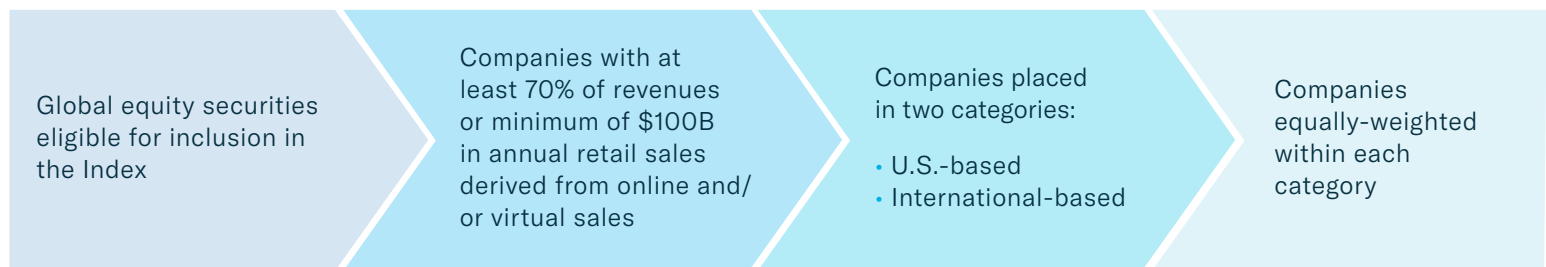 Global equity securities
eligible for inclusion in
the Index
Companies with at
least 70% of revenues
or minimum of $100B
in annual retail sales
derived from online and/
or virtual sales
Companies placed
in two categories:
• U.S.-based
• International-based
Companies
equally-weighted
within each
category